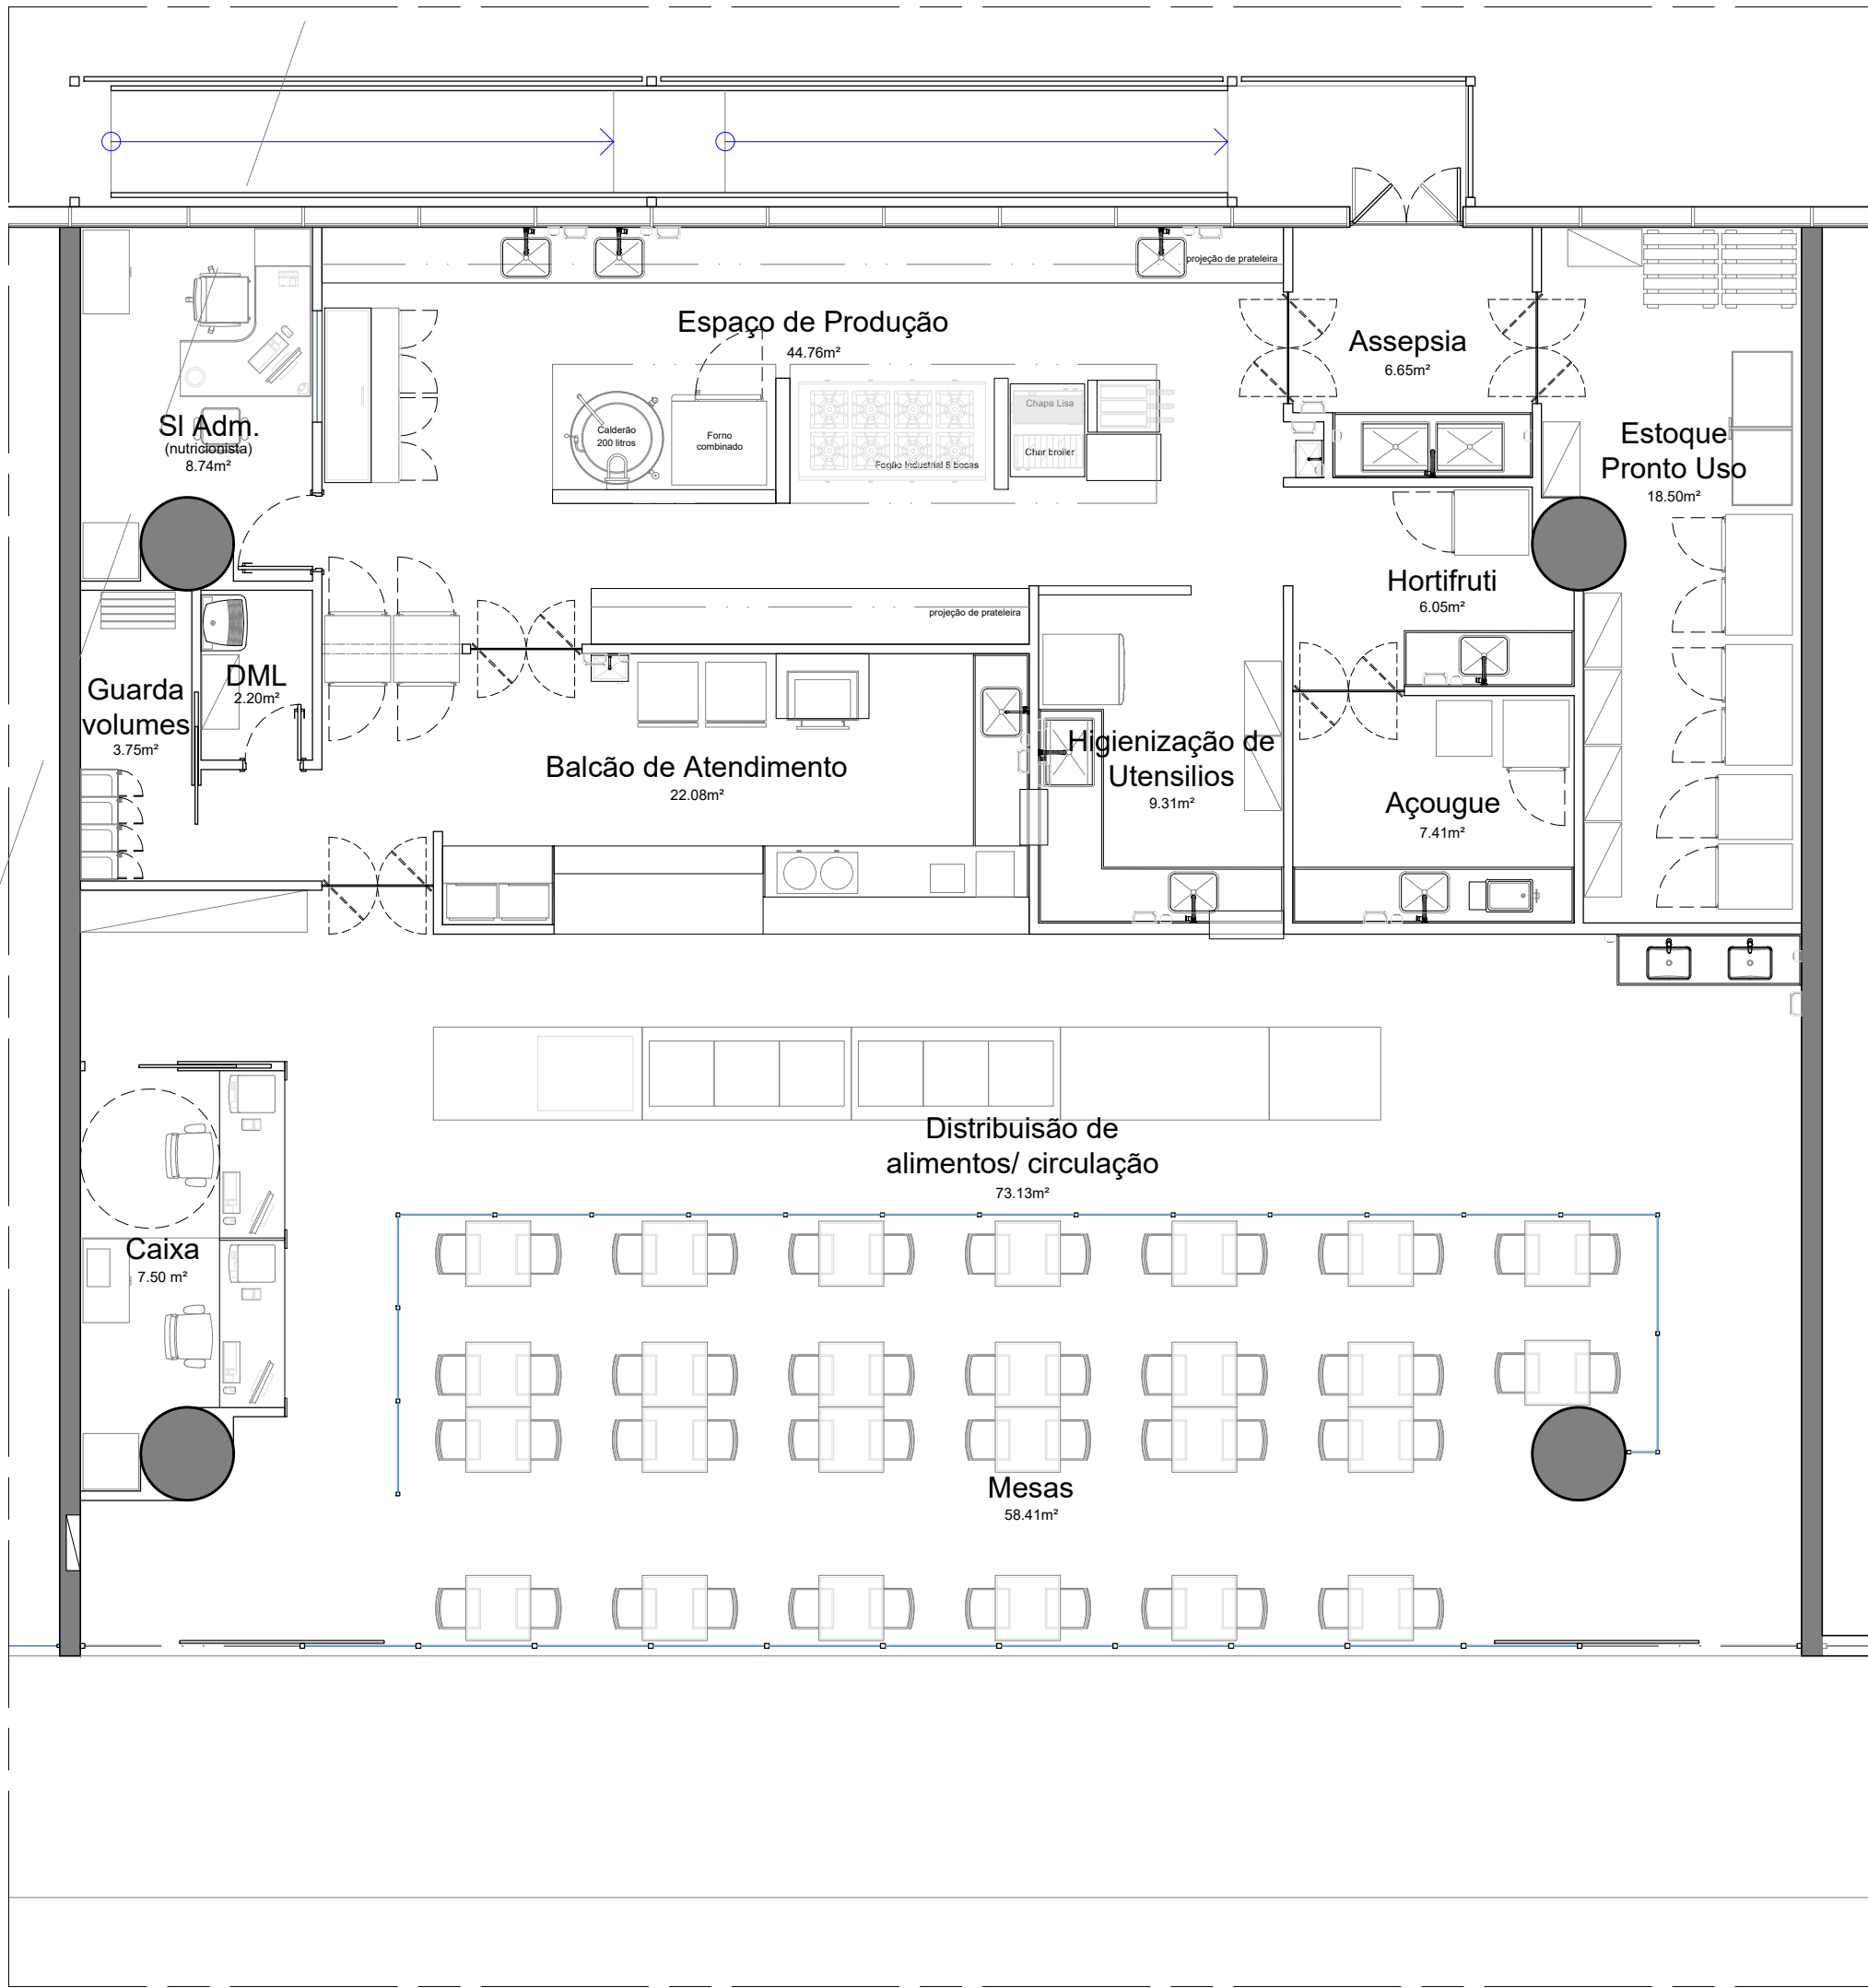 projeção de prateleira
Espaço de Produção
44.76m²
Assepsia
6.65m²
Sl Adm.
(nutricionista)
8.74m²
Calderão
200 litros
Forno
combinado
Fogão Industrial 8 bocas
Chapa Lisa
Char broiler
Estoque
Pronto Uso
18.50m²
Hortifruti
6.05m²
projeção de prateleira
DML
2.20m²
Guarda
volumes
3.75m²
Balcão de Atendimento
22.08m²
Higienização de
Utensilios
9.31m²
Açougue
7.41m²
Distribuisão de
alimentos/ circulação
73.13m²
Caixa
7.50 m²
Mesas
58.41m²